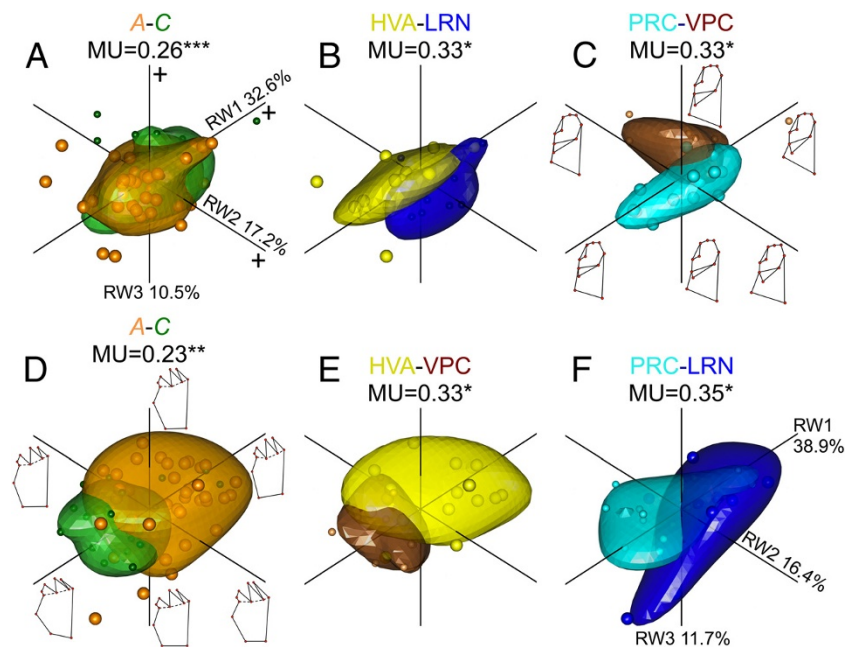 A
A-C
MU=0.26***
+
RW1 32.6%
+
RW2 17.2%
+
RW3 10.5%
B
HVA-LRN
MU=0.33*
C
PRC-VPC
MU=0.33*
D
A-C
MU=0.23**
E
HVA-VPC
MU=0.33*
F
PRC-LRN
MU=0.35*
RW1
38.9%
RW2 16.4%
RW3 11.7%